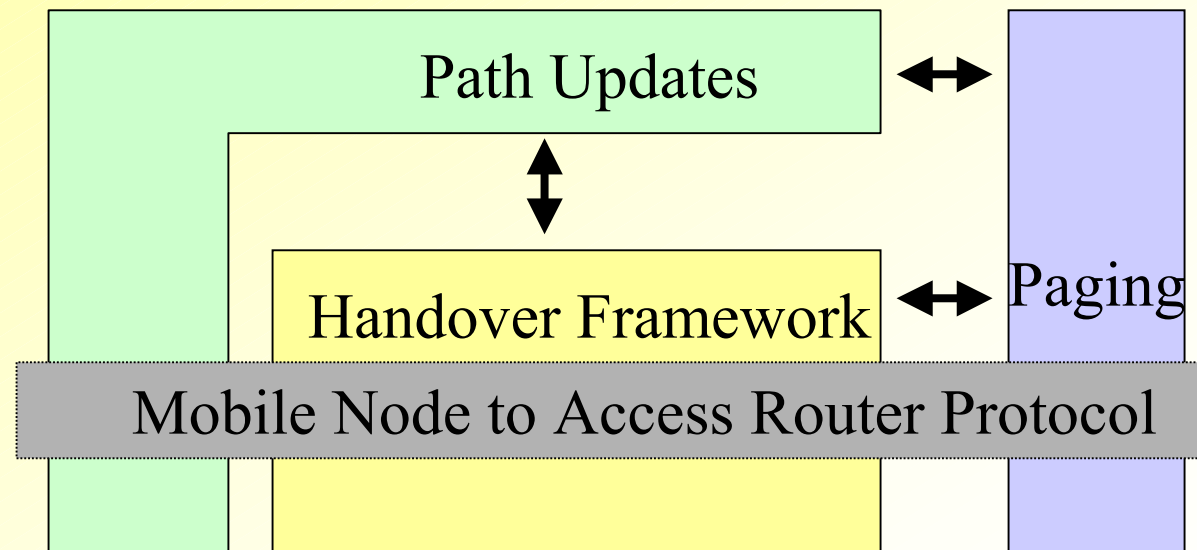 Path Updates
Paging
Handover Framework
Mobile Node to Access Router Protocol